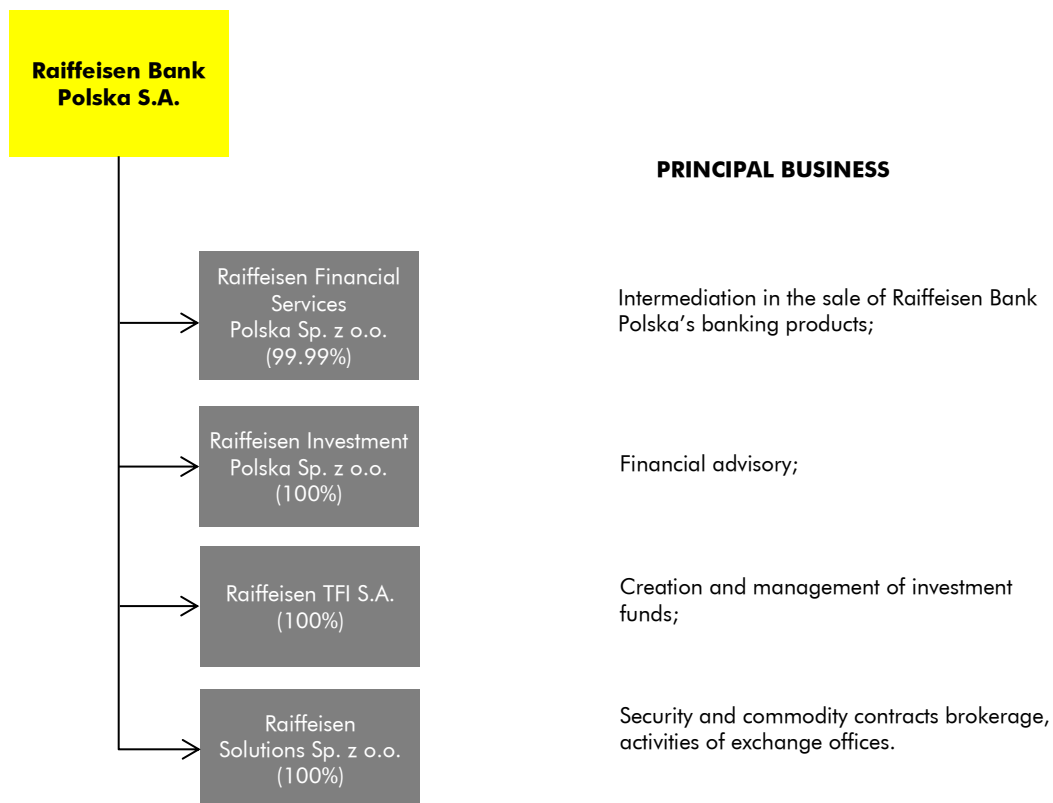 Raiffeisen Bank
Polska S.A.
PRINCIPAL BUSINESS
Raiffeisen Financial
Services
Polska Sp. z o.o.
(99.99%)
Intermediation in the sale of Raiffeisen Bank
Polska's banking products;
Raiffeisen Investment
Polska Sp. z o.o.
(100%)
Financial advisory;
Raiffeisen TFI S.A.
(100%)
Creation and management of investment
funds;
Raiffeisen
Solutions Sp. z o.o.
(100%)
Security and commodity contracts brokerage,
activities of exchange offices.